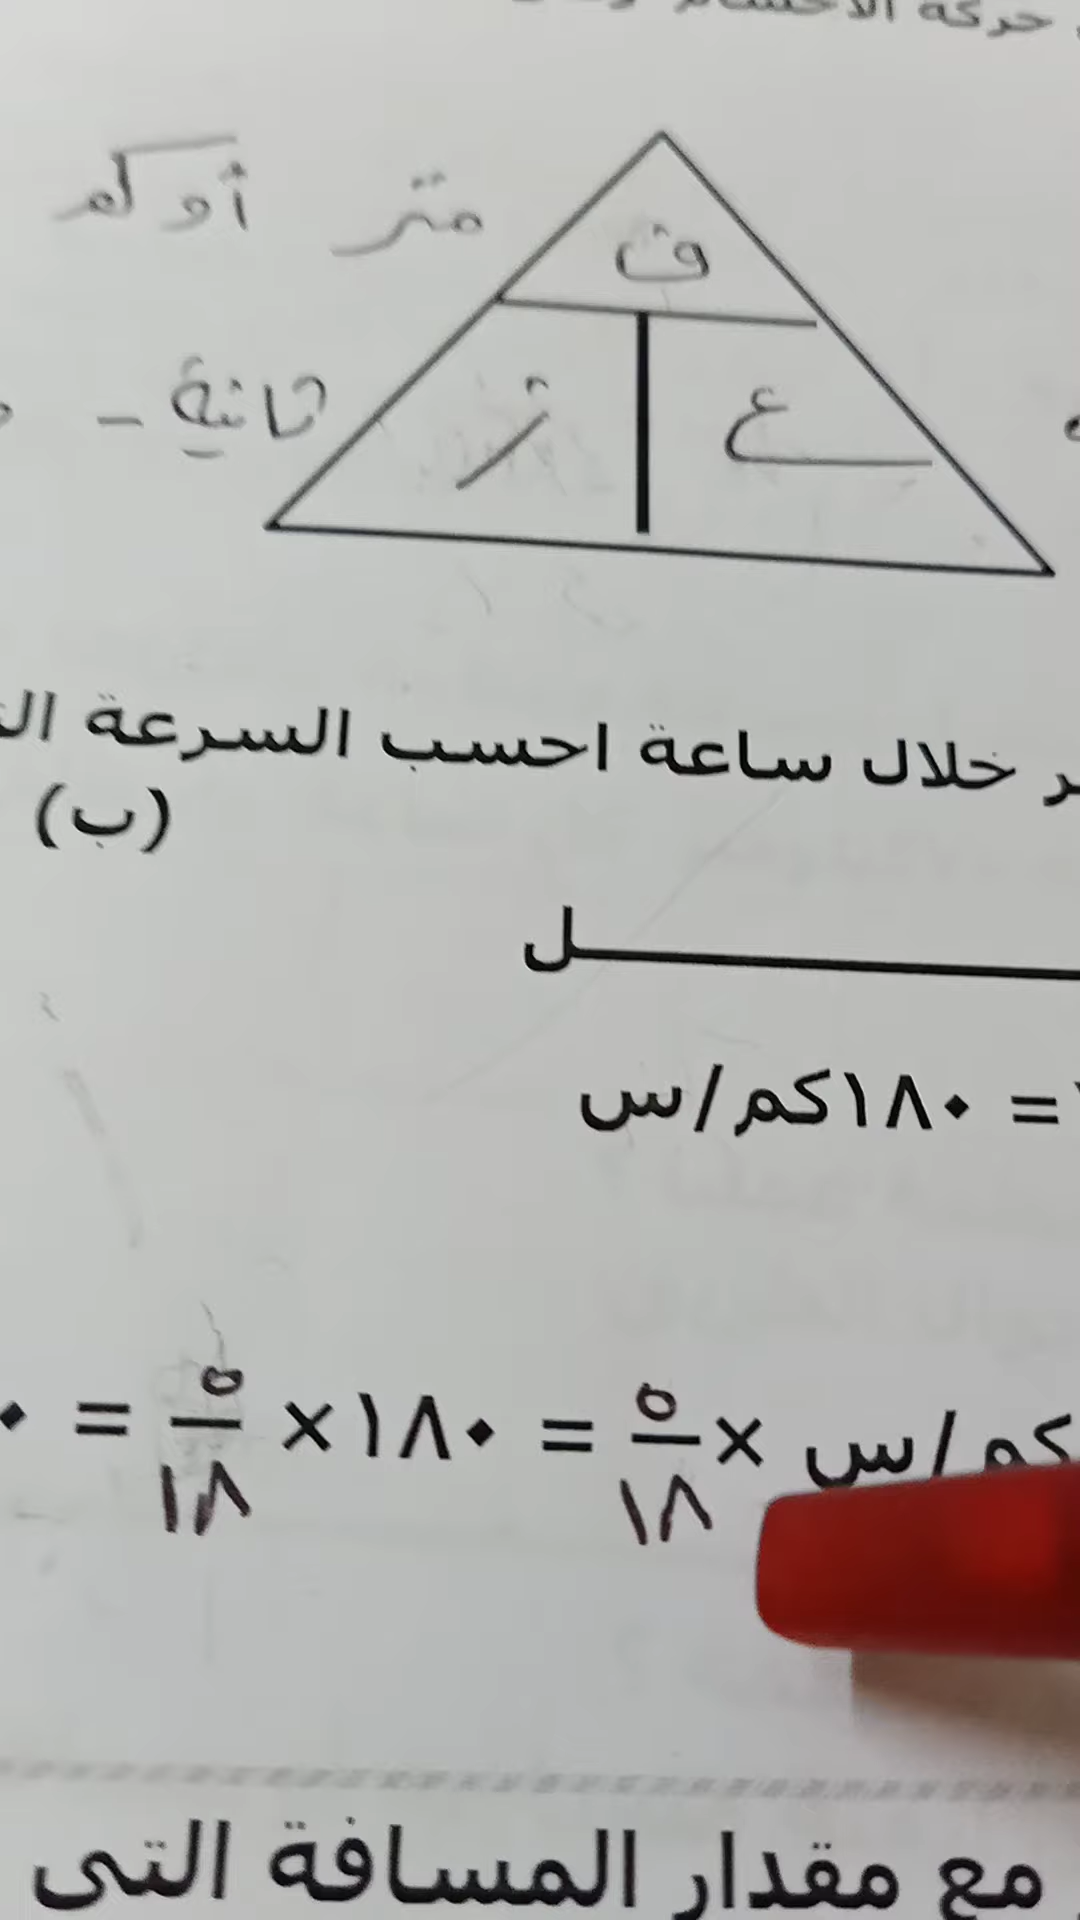 حركة
متر أو كم
ف
ثانية -
ز ع
خلال ساعة احسب السرعة
(ب)
= ١٨٠كم/س
كم/س × ٥/١٨ = ١٨٠× ٥/١٨ =
مع مقدار المسافة التى